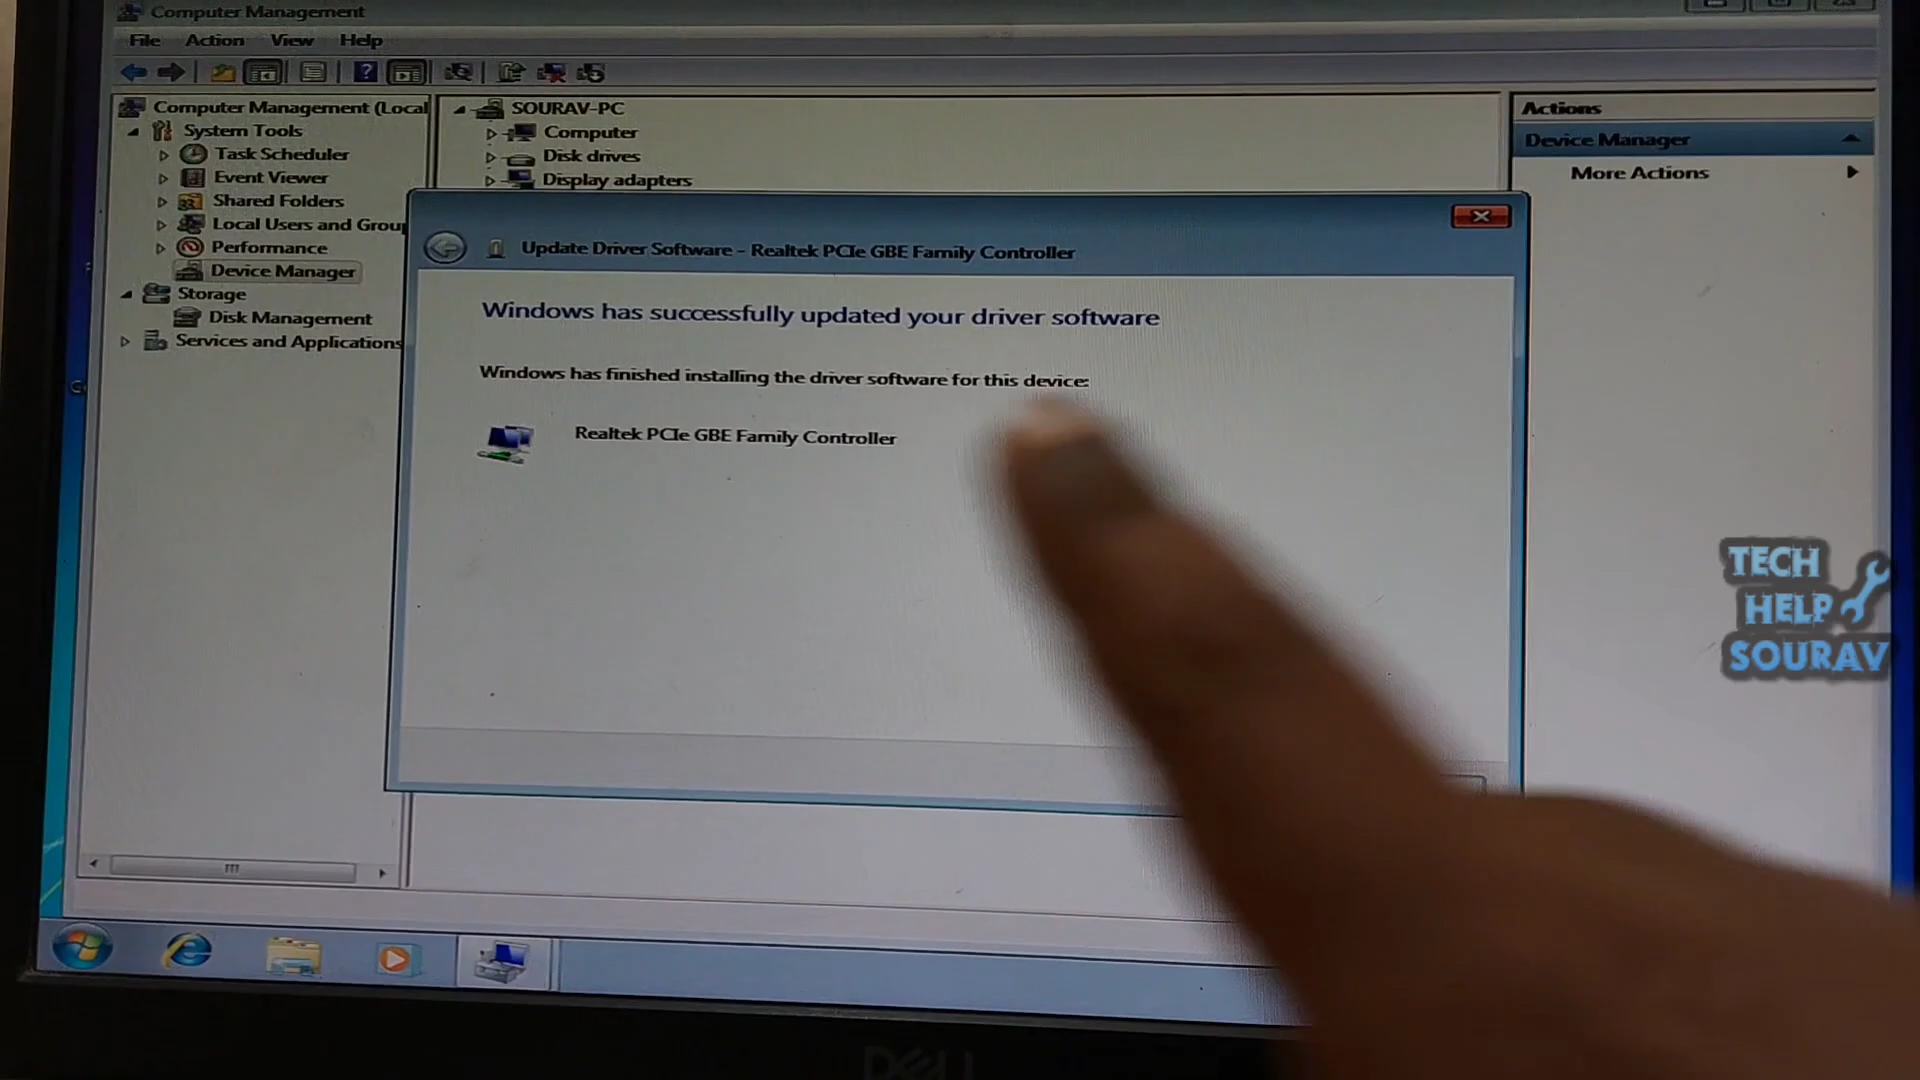 Computer Management
File Action View Help
Computer Management (Local
System Tools
Task Scheduler
Event Viewer
Shared Folders
Local Users and Grou
Performance
Device Manager
Storage
Disk Management
Services and Applications
SOURAV-PC
Computer
Disk drives
Display adapters
Actions
Device Manager
More Actions
Update Driver Software - Realtek PCIe GBE Family Controller
Windows has successfully updated your driver software
Windows has finished installing the driver software for this device:
Realtek PCIe GBE Family Controller
TECH
HELP
SOURAV
DELL